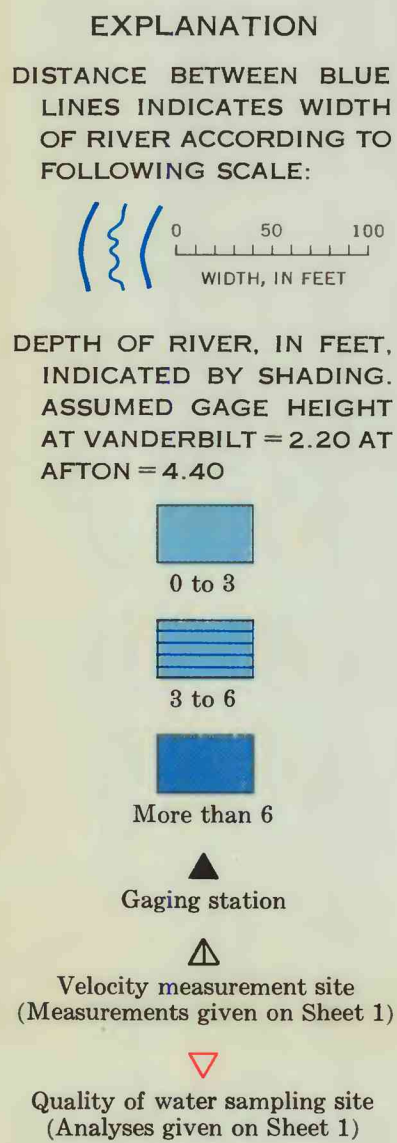 EXPLANATION
DISTANCE BETWEEN BLUE
LINES INDICATES WIDTH
OF RIVER ACCORDING TO
FOLLOWING SCALE:
0 50 100
WIDTH, IN FEET
DEPTH OF RIVER, IN FEET,
INDICATED BY SHADING.
ASSUMED GAGE HEIGHT
AT VANDERBILT = 2.20 AT
AFTON = 4.40
0 to 3
3 to 6
More than 6
Gaging station
Velocity measurement site
(Measurements given on Sheet 1)
Quality of water sampling site
(Analyses given on Sheet 1)